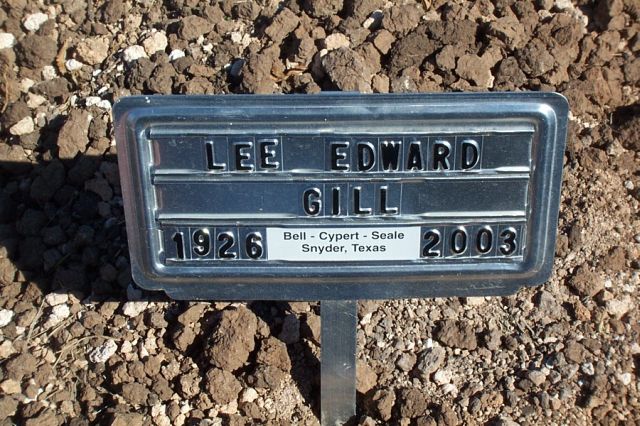 LEE EDWARD
GILL
1926 Bell - Cypert - Seale 2003
Snyder, Texas